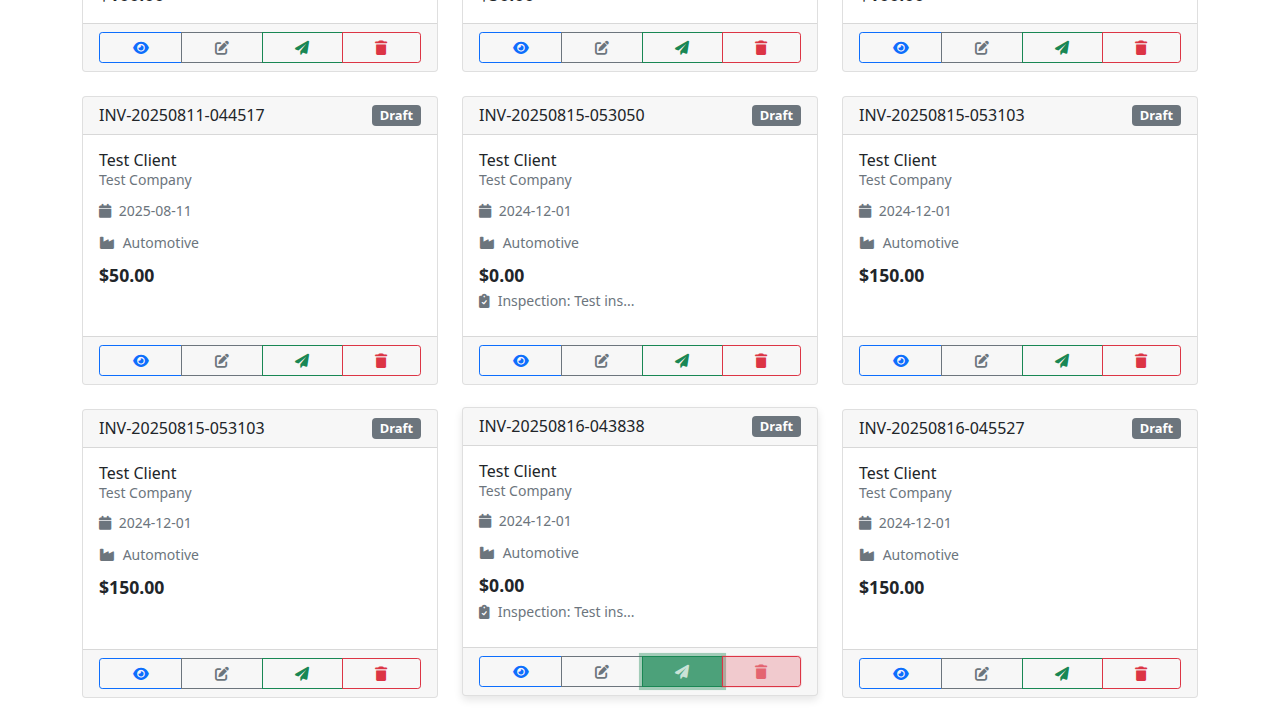 INV-20250811-044517 Draft
Test Client
Test Company
2025-08-11
Automotive
$50.00
INV-20250815-053050 Draft
Test Client
Test Company
2024-12-01
Automotive
$0.00
Inspection: Test ins...
INV-20250815-053103 Draft
Test Client
Test Company
2024-12-01
Automotive
$150.00
INV-20250815-053103 Draft
Test Client
Test Company
2024-12-01
Automotive
$150.00
INV-20250816-043838 Draft
Test Client
Test Company
2024-12-01
Automotive
$0.00
Inspection: Test ins...
INV-20250816-045527 Draft
Test Client
Test Company
2024-12-01
Automotive
$150.00